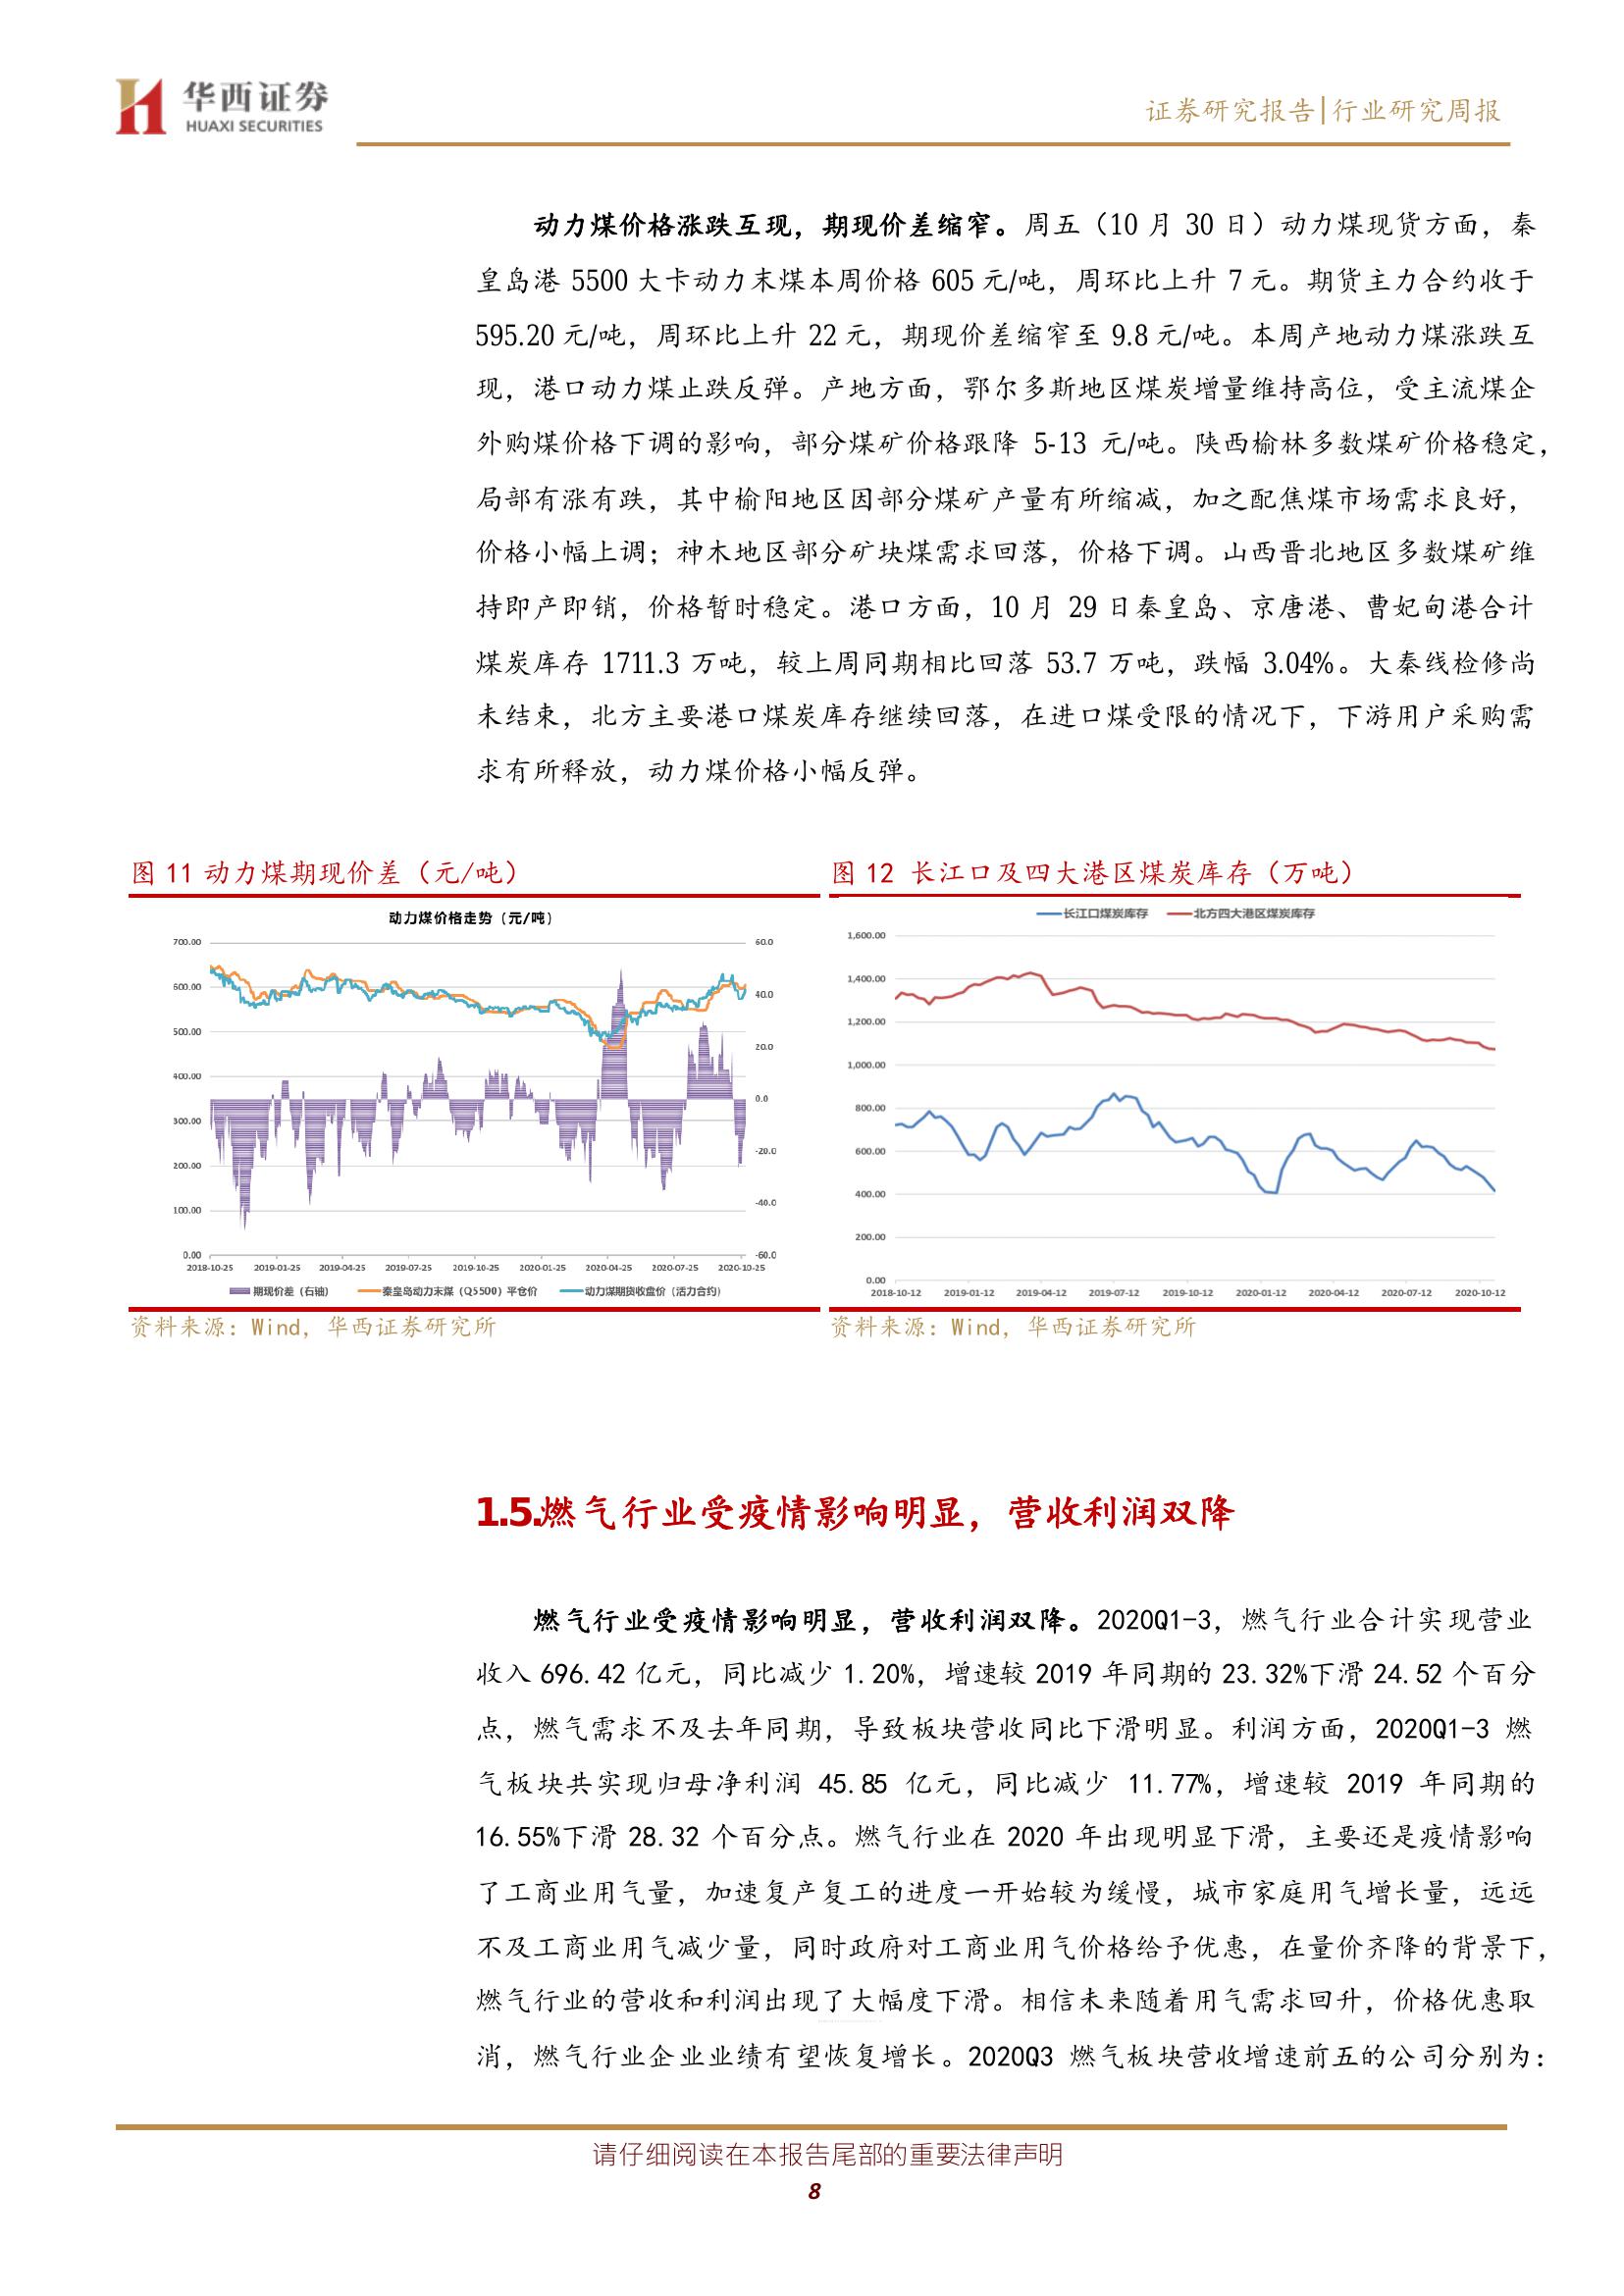 华西证券
HUAXI SECURITIES
证券研究报告|行业研究周报
动力煤价格涨跌互现，期现价差缩窄。周五（10 月 30 日）动力煤现货方面，秦
皇岛港 5500 大卡动力末煤本周价格 605 元/吨，周环比上升 7 元。期货主力合约收于
595.20 元/吨，周环比上升 22 元，期现价差缩窄至 9.8 元/吨。本周产地动力煤涨跌互
现，港口动力煤止跌反弹。产地方面，鄂尔多斯地区煤炭增量维持高位，受主流煤企
外购煤价格下调的影响，部分煤矿价格跟降 5-13 元/吨。陕西榆林多数煤矿价格稳定，
局部有涨有跌，其中榆阳地区因部分煤矿产量有所缩减，加之配焦煤市场需求良好，
价格小幅上调；神木地区部分矿块煤需求回落，价格下调。山西晋北地区多数煤矿维
持即产即销，价格暂时稳定。港口方面，10 月 29 日秦皇岛、京唐港、曹妃甸港合计
煤炭库存 1711.3 万吨，较上周同期相比回落 53.7 万吨，跌幅 3.04%。大秦线检修尚
未结束，北方主要港口煤炭库存继续回落，在进口煤受限的情况下，下游用户采购需
求有所释放，动力煤价格小幅反弹。
图 11 动力煤期现价差（元/吨）
动力煤价格走势（元/吨）
700.00
600.00
500.00
400.00
300.00
200.00
100.00
0.00
60.0
40.0
20.0
0.0
-20.0
-40.0
-60.0
2018-10-25 2019-01-25 2019-04-25 2019-07-25 2019-10-25 2020-01-25 2020-04-25 2020-07-25 2020-10-25
期现价差（右轴） 秦皇岛动力末煤（Q5500）平仓价 动力煤期货收盘价（活力合约）
资料来源：Wind，华西证券研究所
图 12 长江口及四大港区煤炭库存（万吨）
长江口煤炭库存 北方四大港区煤炭库存
1,600.00
1,400.00
1,200.00
1,000.00
800.00
600.00
400.00
200.00
0.00
2018-10-12 2019-01-12 2019-04-12 2019-07-12 2019-10-12 2020-01-12 2020-04-12 2020-07-12 2020-10-12
资料来源：Wind，华西证券研究所
1.5.燃气行业受疫情影响明显，营收利润双降
燃气行业受疫情影响明显，营收利润双降。2020Q1-3，燃气行业合计实现营业
收入 696.42 亿元，同比减少 1.20%，增速较 2019 年同期的 23.32%下滑 24.52 个百分
点，燃气需求不及去年同期，导致板块营收同比下滑明显。利润方面，2020Q1-3 燃
气板块共实现归母净利润 45.85 亿元，同比减少 11.77%，增速较 2019 年同期的
16.55%下滑 28.32 个百分点。燃气行业在 2020 年出现明显下滑，主要还是疫情影响
了工商业用气量，加速复产复工的进度一开始较为缓慢，城市家庭用气增长量，远远
不及工商业用气减少量，同时政府对工商业用气价格给予优惠，在量价齐降的背景下，
燃气行业的营收和利润出现了大幅度下滑。相信未来随着用气需求回升，价格优惠取
消，燃气行业企业业绩有望恢复增长。2020Q3 燃气板块营收增速前五的公司分别为：
请仔细阅读在本报告尾部的重要法律声明
8